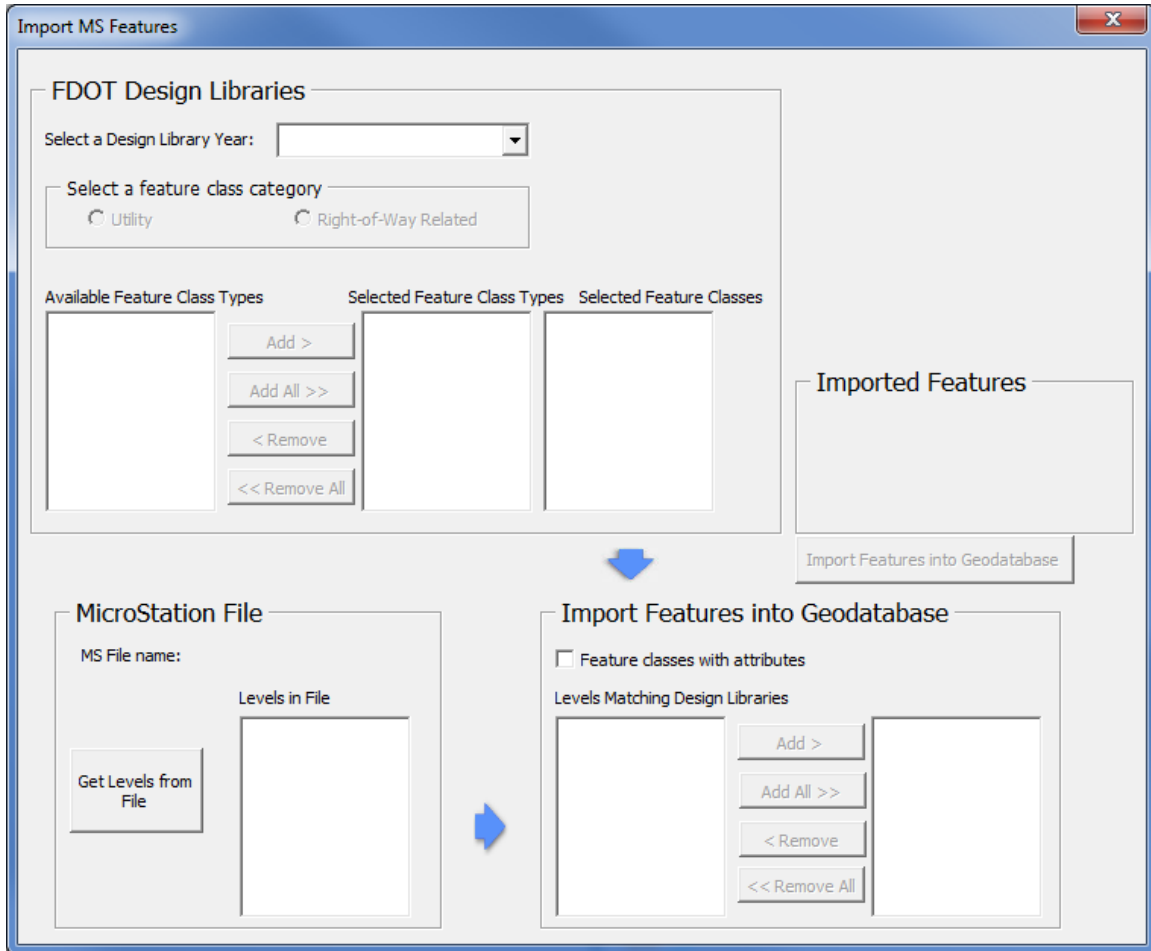 Import MS Features
FDOT Design Libraries
Select a Design Library Year:
Select a feature class category
Utility
Right-of-Way Related
Available Feature Class Types
Selected Feature Class Types
Selected Feature Classes
Add >
Add All >>
< Remove
<< Remove All
Imported Features
Import Features into Geodatabase
MicroStation File
MS File name:
Levels in File
Get Levels from
File
Import Features into Geodatabase
Feature classes with attributes
Levels Matching Design Libraries
Add >
Add All >>
< Remove
<< Remove All